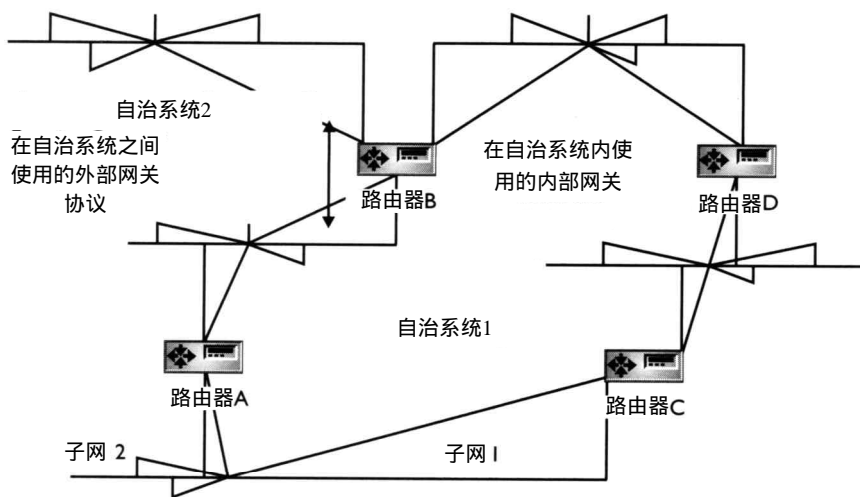 自治系统2
在自治系统之间
使用的外部网关
协议
在自治系统内使
用的内部网关
路由器B
路由器D
自治系统1
路由器A
路由器C
子网 2
子网 1